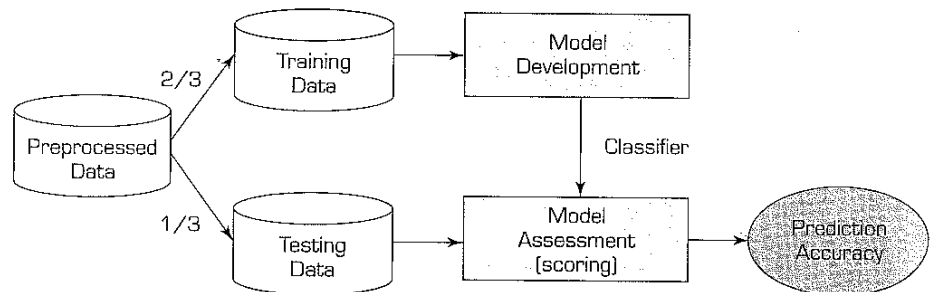 Preprocessed
Data
2/3
1/3
Training
Data
Testing
Data
Model
Development
Classifier
Model
Assessment
(scoring)
Prediction
Accuracy